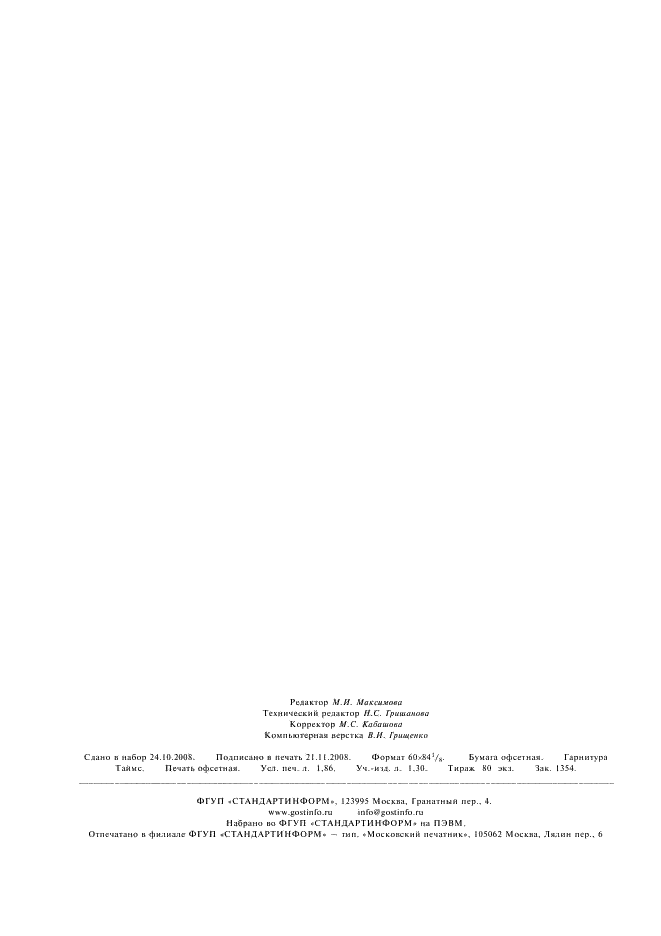 Редактор М.И. Максимова
Технический редактор Н.С. Гришанова
Корректор М.С. Кабашова
Компьютерная верстка В.И. Грищенко
Сдано в набор 24.10.2008. Подписано в печать 21.11.2008. Формат 60×84 1/8. Бумага офсетная. Гарнитура
Таймс. Печать офсетная. Усл. печ. л. 1,86. Уч.-изд. л. 1,30. Тираж 80 экз. Зак. 1354.
ФГУП «СТАНДАРТИНФОРМ», 123995 Москва, Гранатный пер., 4.
www.gostinfo.ru info@gostinfo.ru
Набрано во ФГУП «СТАНДАРТИНФОРМ» на ПЭВМ.
Отпечатано в филиале ФГУП «СТАНДАРТИНФОРМ» — тип. «Московский печатник», 105062 Москва, Лялин пер., 6